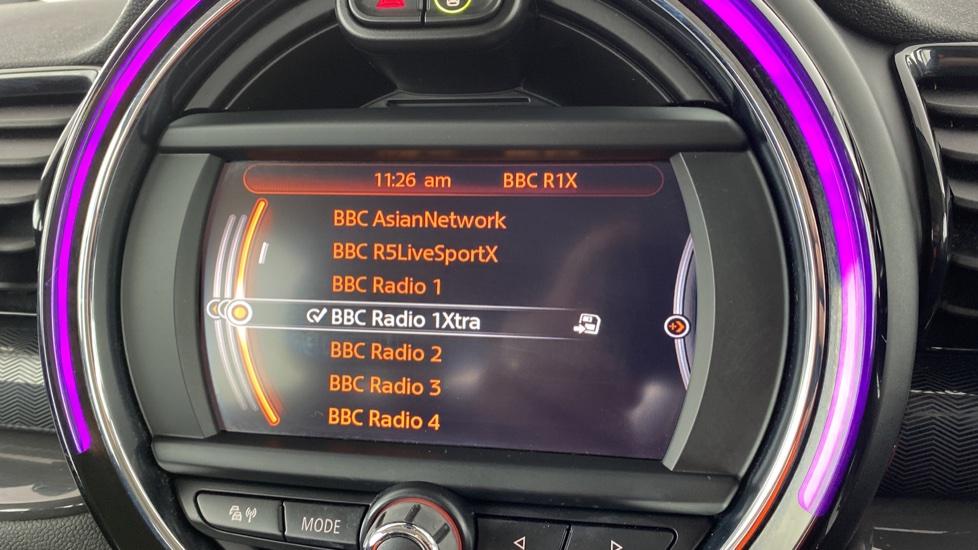 11:26 am BBC R1X
BBC AsianNetwork
BBC R5LiveSportX
BBC Radio 1
BBC Radio 1Xtra
BBC Radio 2
BBC Radio 3
BBC Radio 4
MODE